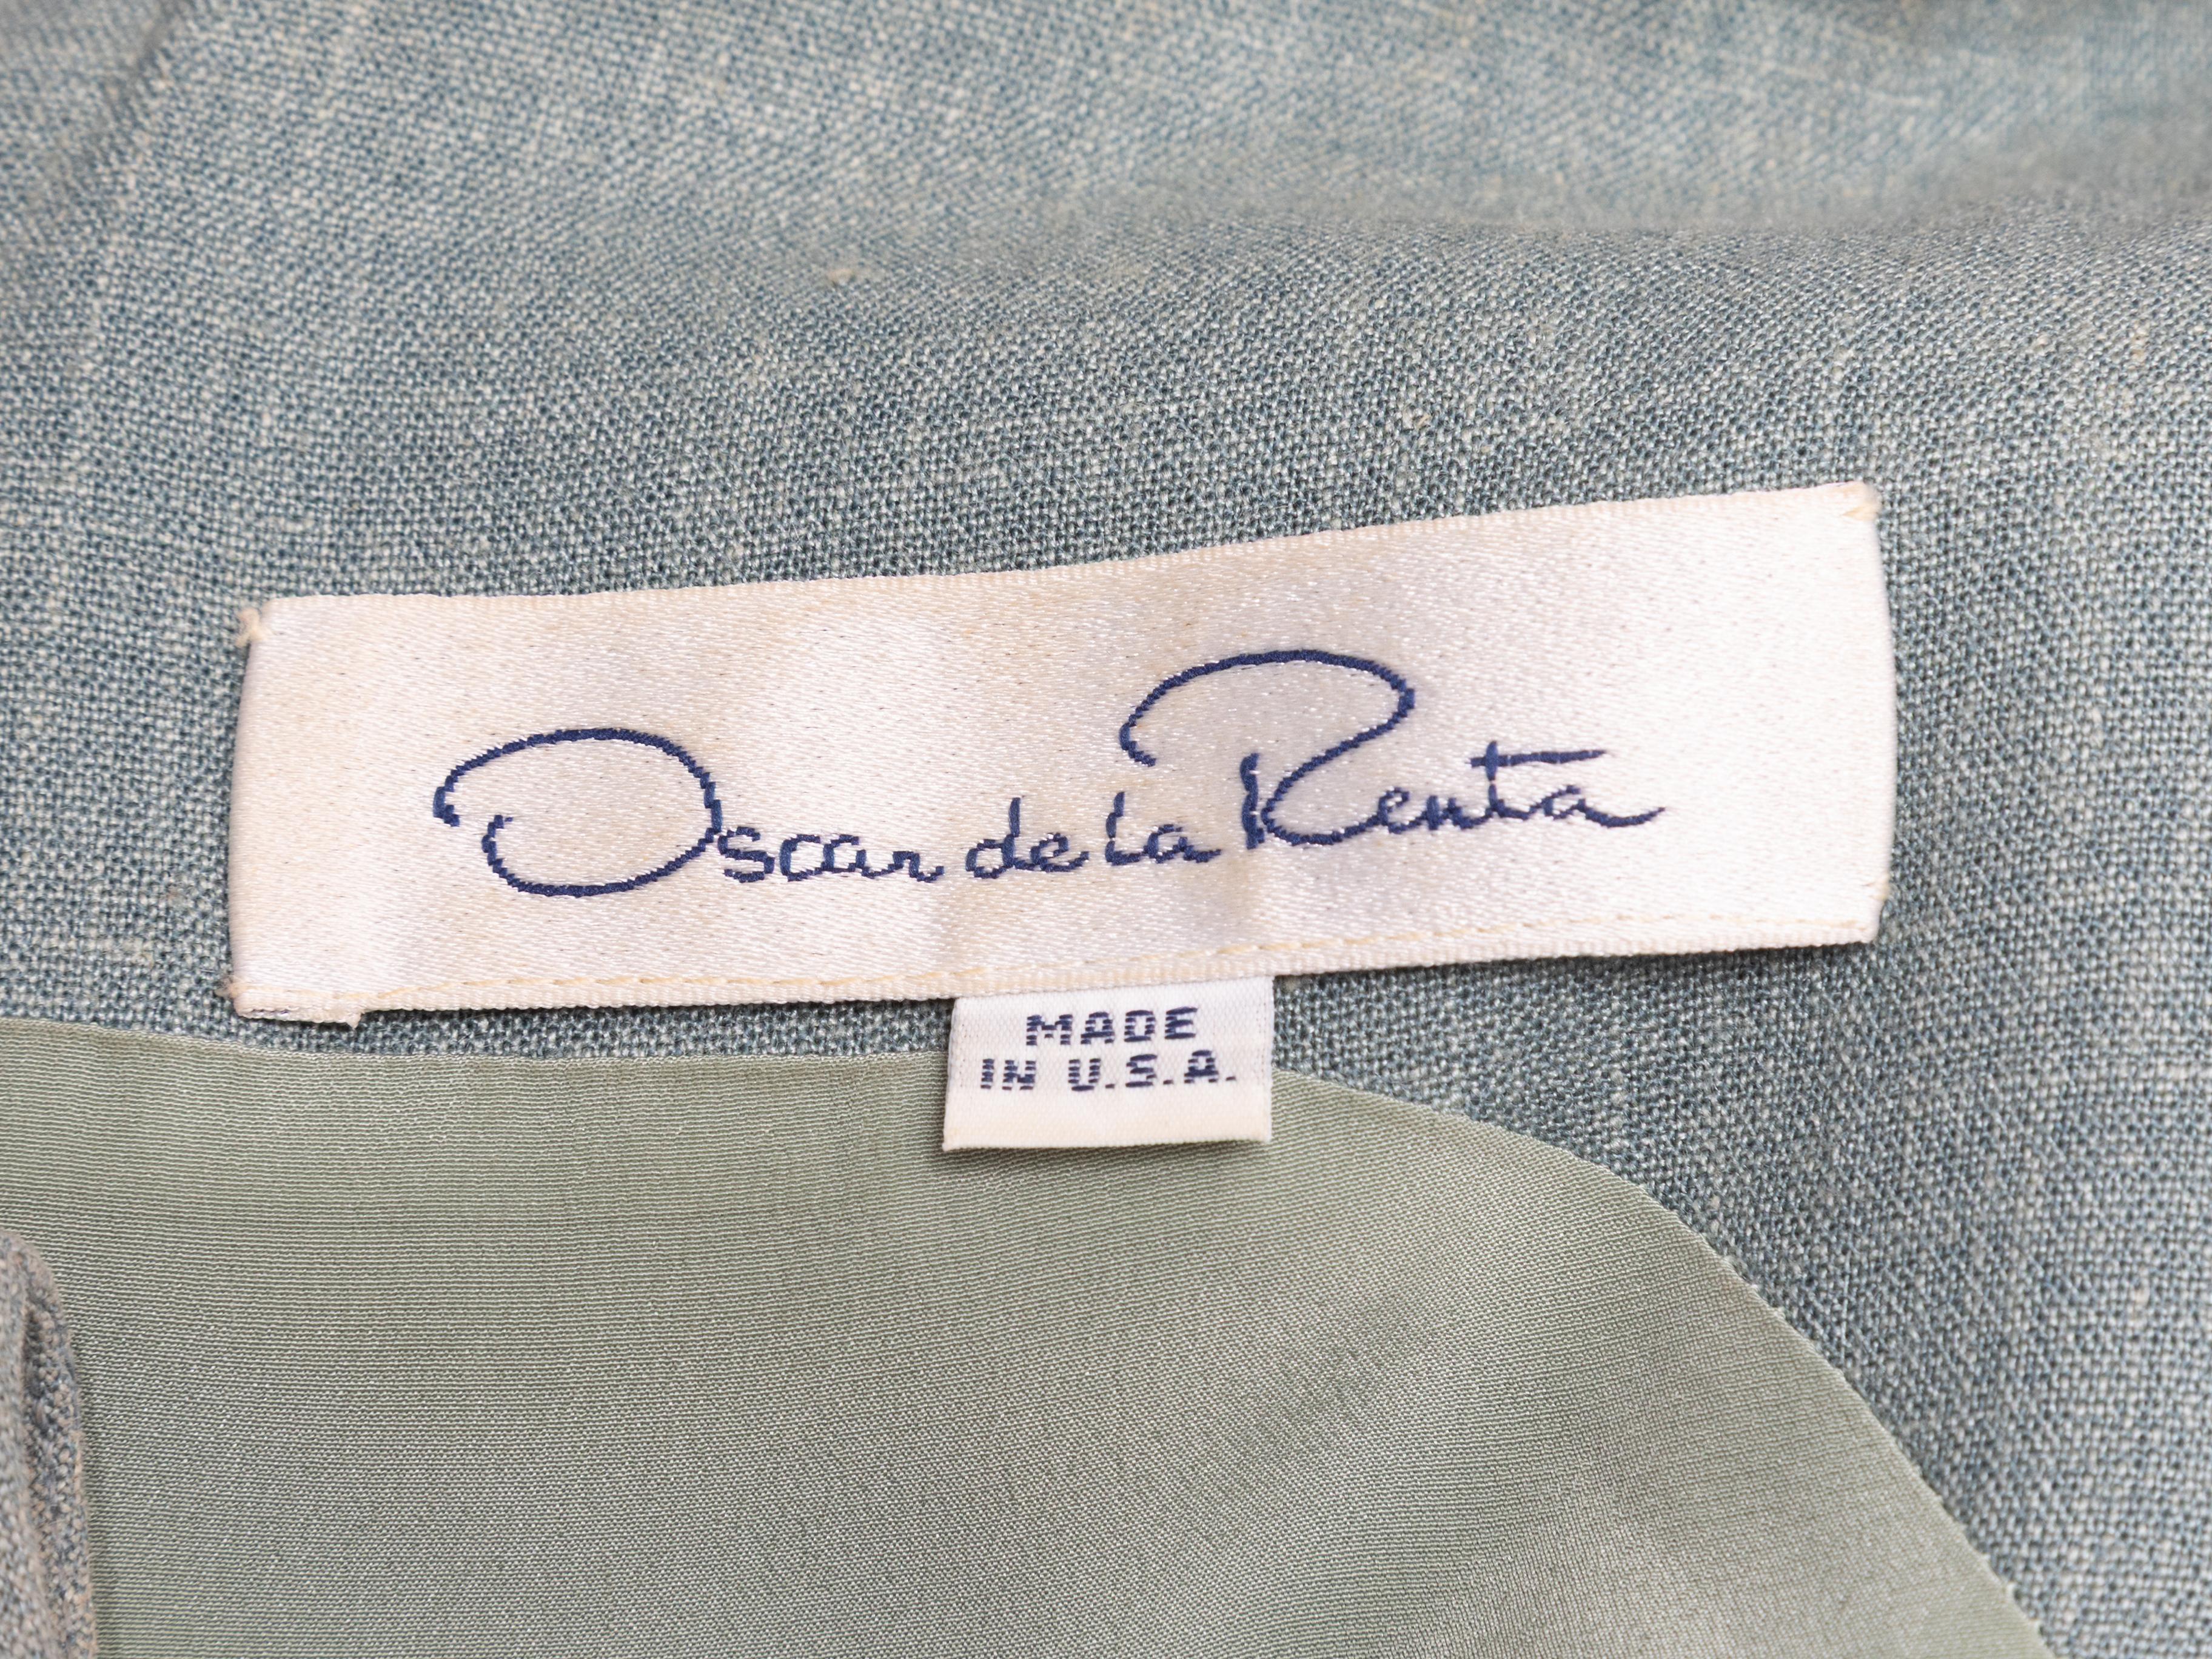 Oscar de la Renta
MADE
IN U.S.A.